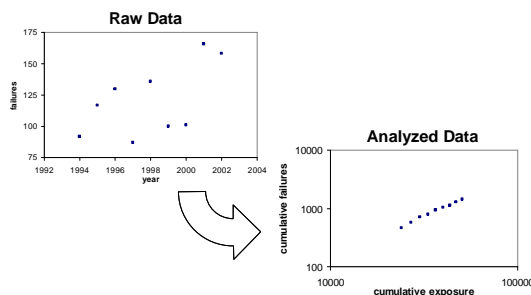 Raw Data
175
150
125
100
75
failures
1992 1994 1996 1998 2000 2002 2004
year
Analyzed Data
10000
1000
100
cumulative failures
10000 100000
cumulative exposure